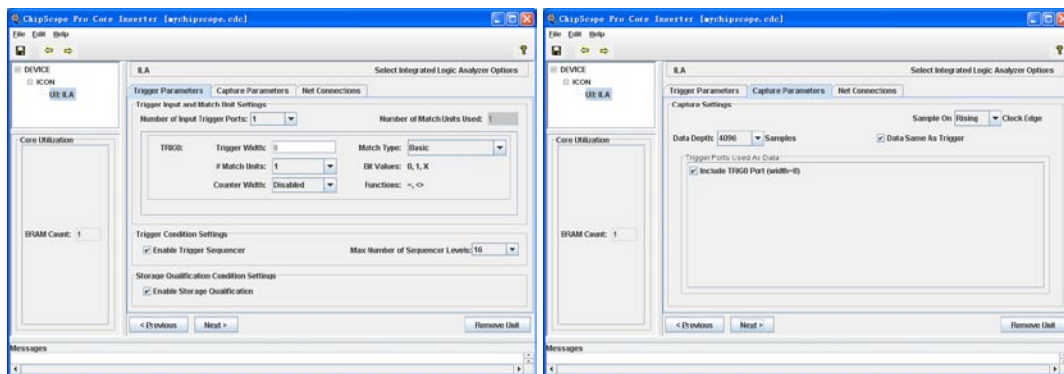 ChipScope Pro Core Inserter [mychipscope.cdc]
File Edit Help
DEVICE
ICON
U0: ILA
Core Utilization
BRAM Count: 1
ILA
Select Integrated Logic Analyzer Options
Trigger Parameters Capture Parameters Net Connections
Trigger Input and Match Unit Settings
Number of Input Trigger Ports: 1
Number of Match Units Used: 1
TRIG0:
Trigger Width: 8
Match Type: Basic
# Match Units: 1
Bit Values: 0, 1, X
Counter Width: Disabled
Functions: =, <>
Trigger Condition Settings
Enable Trigger Sequencer
Max Number of Sequencer Levels: 16
Storage Qualification Condition Settings
Enable Storage Qualification
< Previous Next >
Remove Unit
Messages
ChipScope Pro Core Inserter [mychipscope.cdc]
File Edit Help
DEVICE
ICON
U0: ILA
Core Utilization
BRAM Count: 1
ILA
Select Integrated Logic Analyzer Options
Trigger Parameters Capture Parameters Net Connections
Capture Settings
Sample On Rising Clock Edge
Data Depth: 4096 Samples
Data Same As Trigger
Trigger Ports Used As Data
Include TRIG0 Port (width=8)
< Previous Next >
Remove Unit
Messages